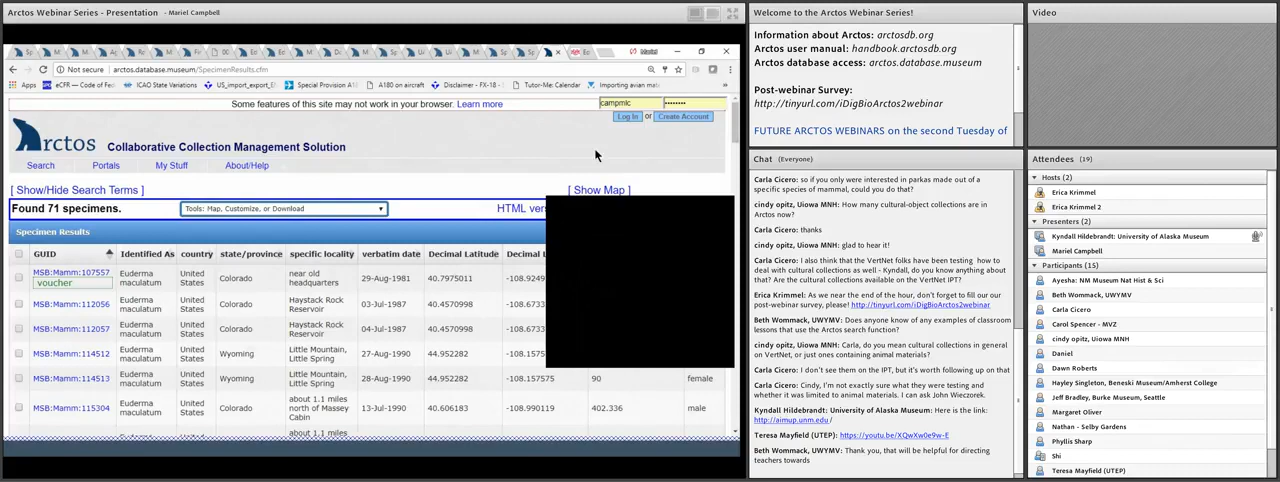 Arctos Webinar Series - Presentation - Mariel Campbell
Mariel
Not secure arctos.database.museum/SpecimenResults.cfm
Apps eCFR — Code of Fed ICAO Variations US_import_export_EI Special Provision A1 A180 on aircraft Disclaimer - FX-18 - Tutor-Me: Calendar Importing avian mat
Some features of this site may not work in your browser. Learn more
campmlc ********
Log In or Create Account
Arctos Collaborative Collection Management Solution
Search Portals My Stuff About/Help
[ Show/Hide Search Terms ] [ Show Map ]
Found 71 specimens. Tools: Map, Customize, or Download HTML ver
Specimen Results
GUID Identified As country state/province specific locality verbatim date Decimal Latitude Decimal L
MSB:Mamm:107557 Euderma maculatum United States Colorado near old headquarters 29-Aug-1981 40.7975011 -108.9249
voucher
MSB:Mamm:112056 Euderma maculatum United States Colorado Haystack Rock Reservoir 03-Jul-1987 40.4570998 -108.6733
MSB:Mamm:112057 Euderma maculatum United States Colorado Haystack Rock Reservoir 04-Jul-1987 40.4570998 -108.6733
MSB:Mamm:114512 Euderma maculatum United States Wyoming Little Mountain, Little Spring 27-Aug-1990 44.952282 -108.1575
MSB:Mamm:114513 Euderma maculatum United States Wyoming Little Mountain, Little Spring 28-Aug-1990 44.952282 -108.157575 90 female
MSB:Mamm:115304 Euderma maculatum United States Colorado about 1.1 miles north of Massey Cabin 13-Jul-1990 40.606183 -108.990119 402.336 male
about 1.1 miles
Welcome to the Arctos Webinar Series!
Information about Arctos: arctosdb.org
Arctos user manual: handbook.arctosdb.org
Arctos database access: arctos.database.museum
Post-webinar Survey:
http://tinyurl.com/iDigBioArctos2webinar
FUTURE ARCTOS WEBINARS on the second Tuesday of
Chat (Everyone)
Carla Cicero: so if you only were interested in parkas made out of
a specific species of mammal, could you do that?
cindy opitz, Uiowa MNH: How many cultural-object collections are in
Arctos now?
Carla Cicero: thanks
cindy opitz, Uiowa MNH: glad to hear it!
Carla Cicero: I also think that the VertNet folks have been testing how to
deal with cultural collections as well - Kyndall, do you know anything about
that? Are the cultural collections available on the VertNet IPT?
Erica Krimmel: As we near the end of the hour, don't forget to fill our our
post-webinar survey, please! http://tinyurl.com/iDigBioArctos2webinar
Beth Wommack, UWYMV: Does anyone know of any examples of classroom
lessons that use the Arctos search function?
cindy opitz, Uiowa MNH: Carla, do you mean cultural collections in general
on VertNet, or just ones containing animal materials?
Carla Cicero: I don't see them on the IPT, but it's worth following up on that
Carla Cicero: Cindy, I'm not exactly sure what they were testing and
whether it was limited to animal materials. I can ask John Wieczorek.
Kyndall Hildebrandt: University of Alaska Museum: Here is the link:
http://aimup.unm.edu /
Teresa Mayfield (UTEP): https://youtu.be/XQwXw0e9w-E
Beth Wommack, UWYMV: Thank you, that will be helpful for directing
teachers towards
Video
Attendees (19)
Hosts (2)
Erica Krimmel
Erica Krimmel 2
Presenters (2)
Kyndall Hildebrandt: University of Alaska Museum
Mariel Campbell
Participants (15)
Ayesha: NM Museum Nat Hist & Sci
Beth Wommack, UWYMV
Carla Cicero
Carol Spencer - MVZ
cindy opitz, Uiowa MNH
Daniel
Dawn Roberts
Hayley Singleton, Beneski Museum/Amherst College
Jeff Bradley, Burke Museum, Seattle
Margaret Oliver
Nathan - Selby Gardens
Phyllis Sharp
Shi
Teresa Mayfield (UTEP)